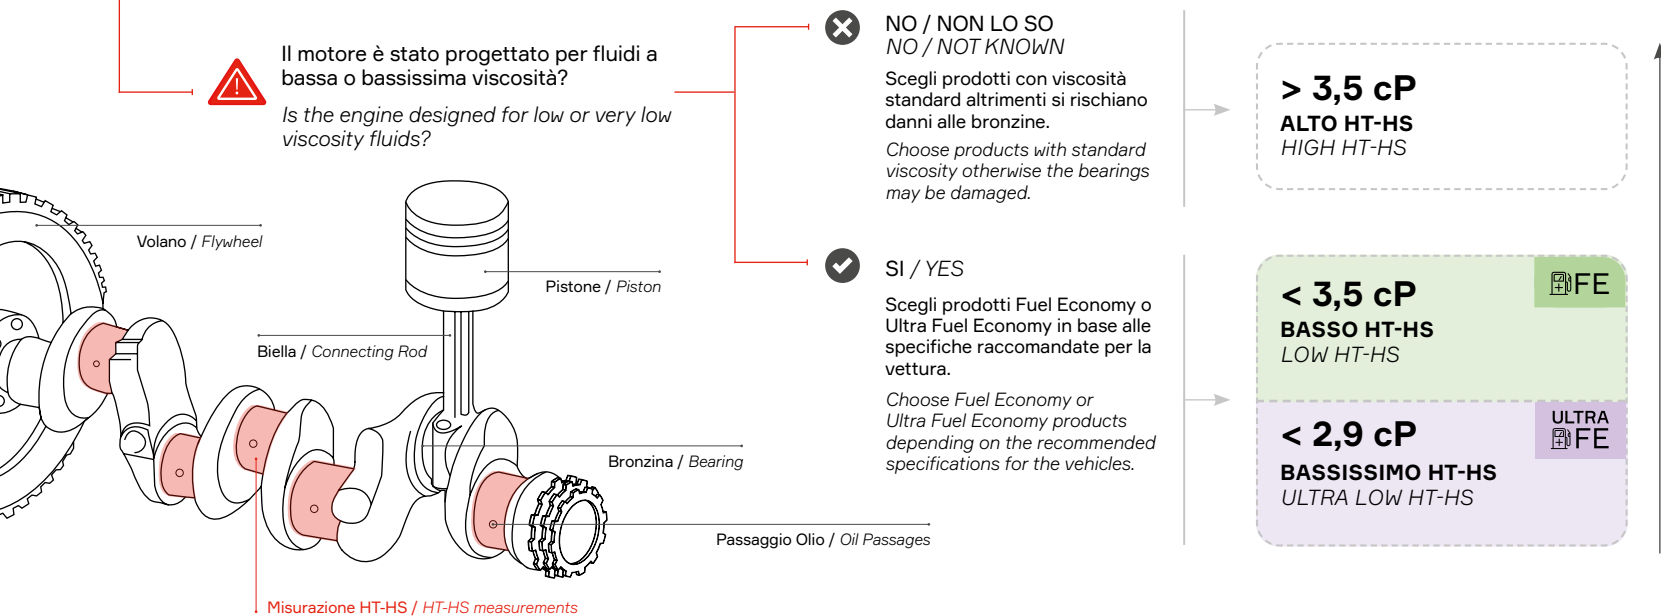 Il motore è stato progettato per fluidi a
bassa o bassissima viscosità?
Is the engine designed for low or very low
viscosity fluids?
NO / NON LO SO
NO / NOT KNOWN
Scegli prodotti con viscosità
standard altrimenti si rischiano
danni alle bronzine.
Choose products with standard
viscosity otherwise the bearings
may be damaged.
> 3,5 cP
ALTO HT-HS
HIGH HT-HS
SI / YES
Scegli prodotti Fuel Economy o
Ultra Fuel Economy in base alle
specifiche raccomandate per la
vettura.
Choose Fuel Economy or
Ultra Fuel Economy products
depending on the recommended
specifications for the vehicles.
FE
< 3,5 cP
BASSO HT-HS
LOW HT-HS
ULTRA
FE
< 2,9 cP
BASSISSIMO HT-HS
ULTRA LOW HT-HS
Volano / Flywheel
Pistone / Piston
Biella / Connecting Rod
Bronzina / Bearing
Passaggio Olio / Oil Passages
Misurazione HT-HS / HT-HS measurements